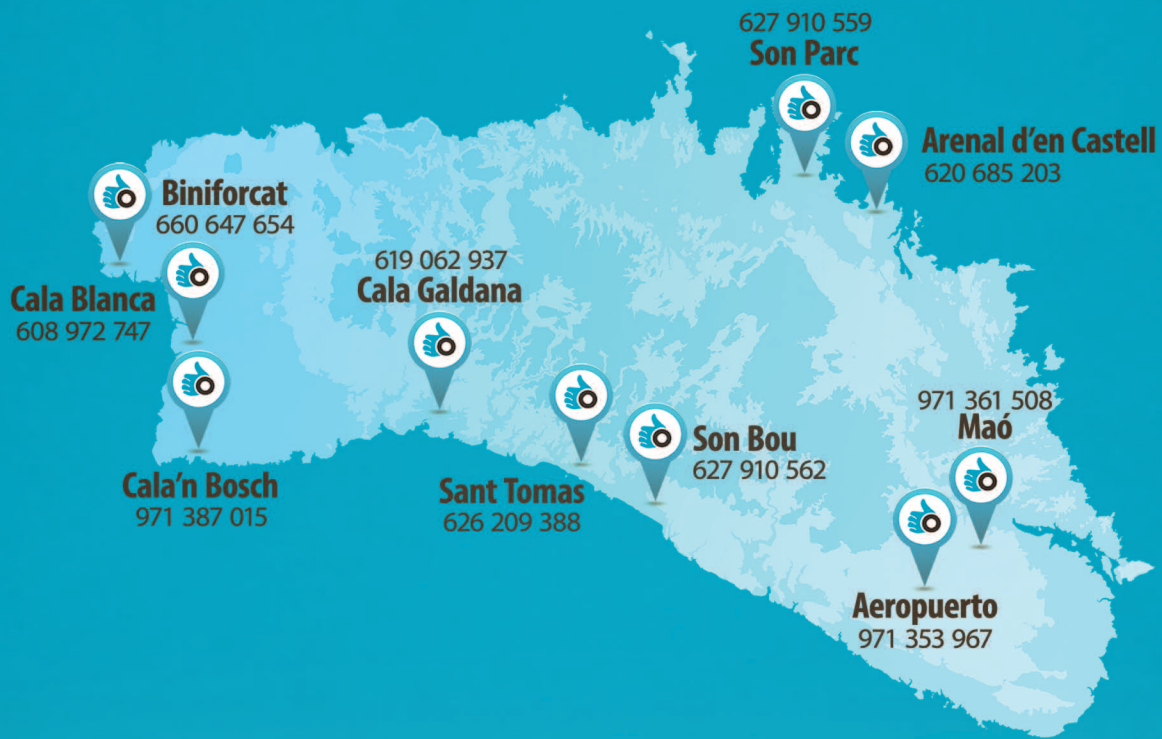 627 910 559
Son Parc
Arenal d'en Castell
620 685 203
Biniforcat
660 647 654
619 062 937
Cala Galdana
Cala Blanca
608 972 747
971 361 508
Maó
Son Bou
627 910 562
Cala'n Bosch
971 387 015
Sant Tomas
626 209 388
Aeropuerto
971 353 967